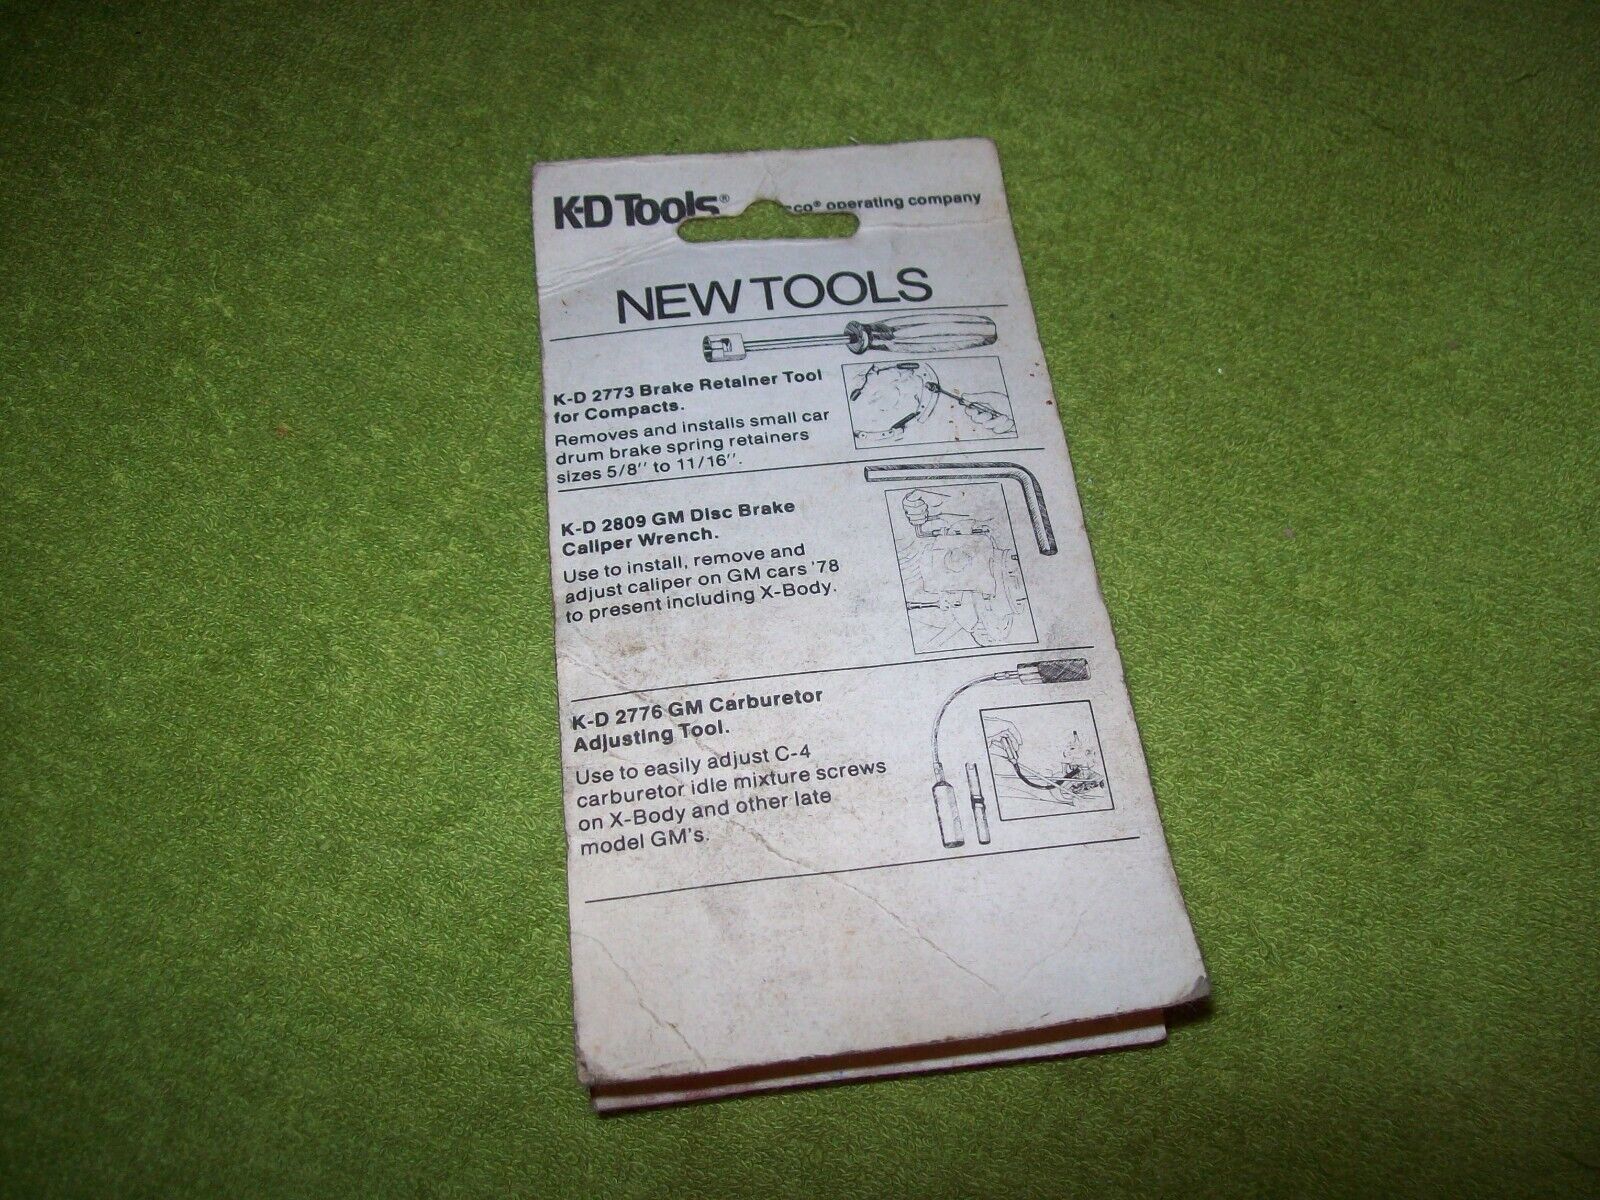 K-D Tools® operating company
NEW TOOLS
K-D 2773 Brake Retainer Tool
for Compacts.
Removes and installs small car
drum brake spring retainers
sizes 5/8'' to 11/16''.
K-D 2809 GM Disc Brake
Caliper Wrench.
Use to install, remove and
adjust caliper on GM cars '78
to present including X-Body.
K-D 2776 GM Carburetor
Adjusting Tool.
Use to easily adjust C-4
carburetor idle mixture screws
on X-Body and other late
model GM's.